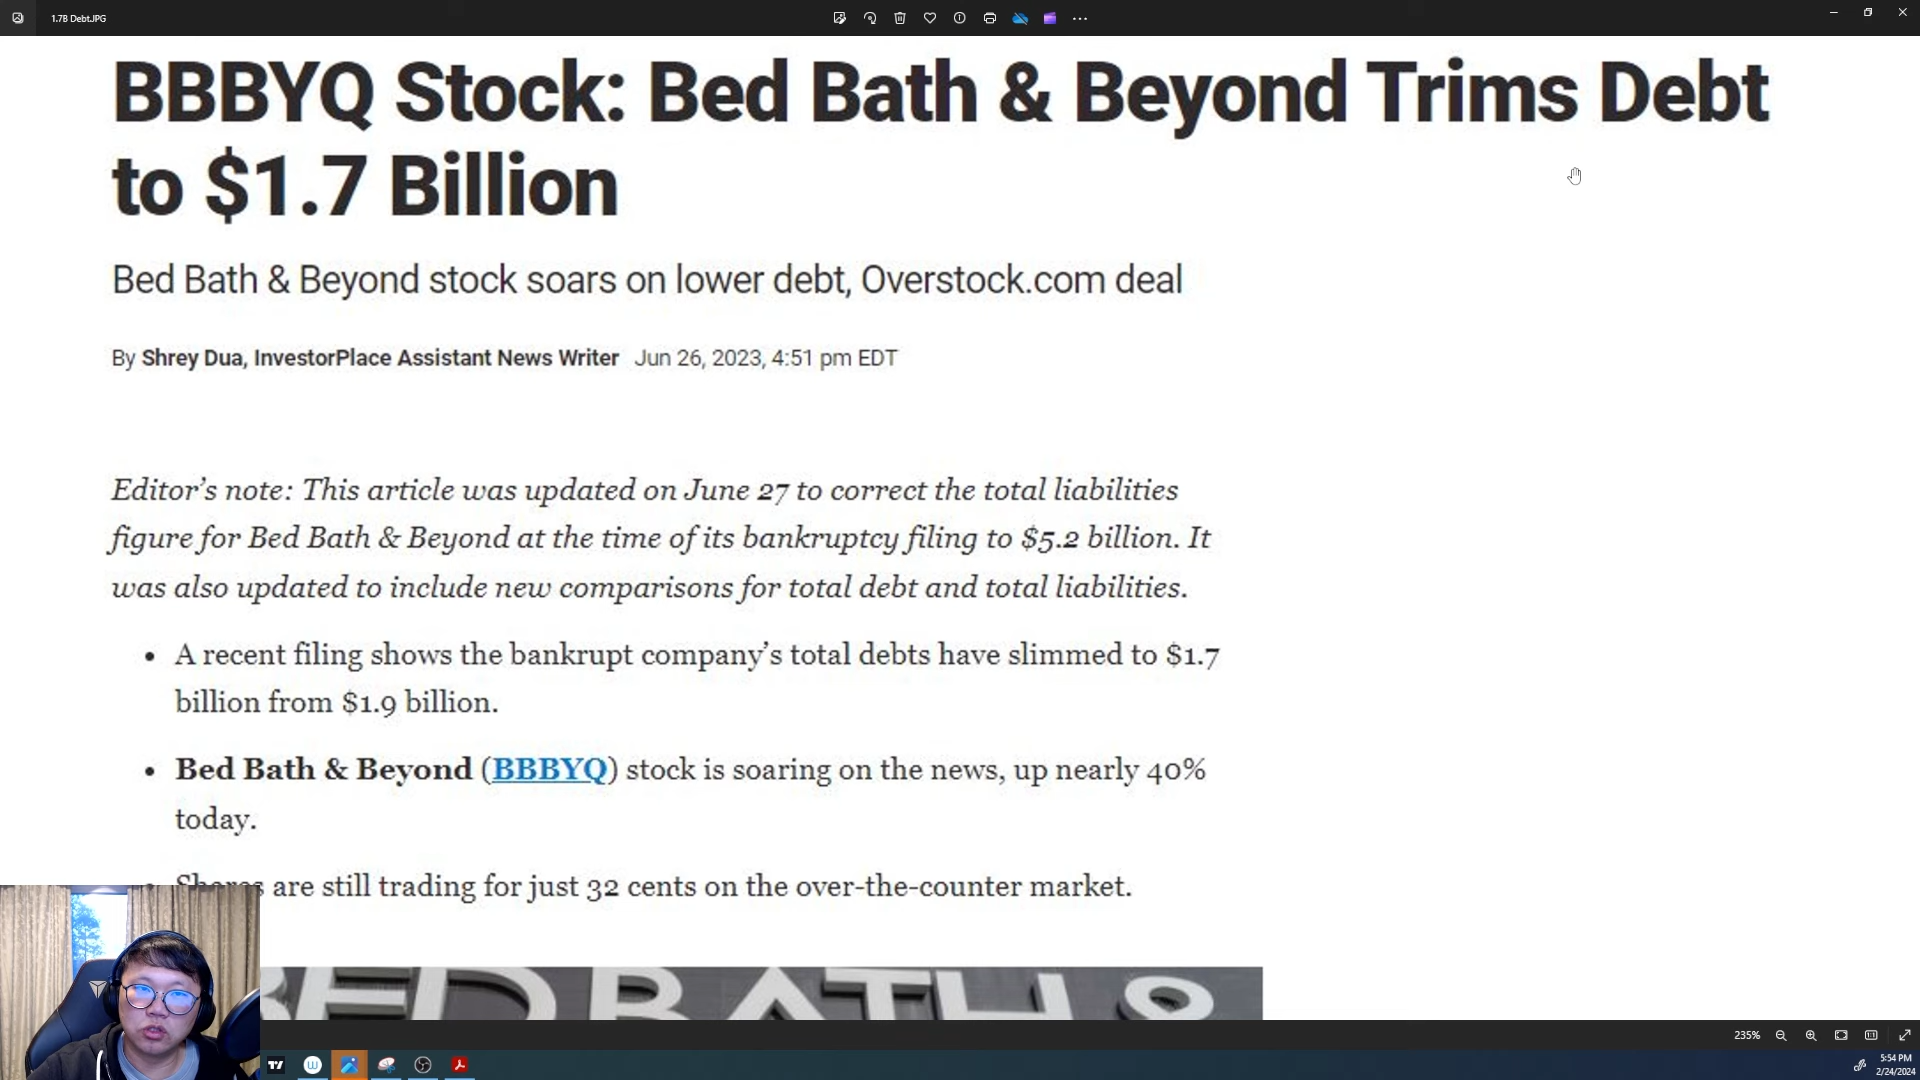 1.7B Debt.JPG
BBBYQ Stock: Bed Bath & Beyond Trims Debt
to $1.7 Billion
Bed Bath & Beyond stock soars on lower debt, Overstock.com deal
By Shrey Dua, InvestorPlace Assistant News Writer Jun 26, 2023, 4:51 pm EDT
Editor’s note: This article was updated on June 27 to correct the total liabilities
figure for Bed Bath & Beyond at the time of its bankruptcy filing to $5.2 billion. It
was also updated to include new comparisons for total debt and total liabilities.
• A recent filing shows the bankrupt company’s total debts have slimmed to $1.7
billion from $1.9 billion.
• Bed Bath & Beyond (BBBYQ) stock is soaring on the news, up nearly 40%
today.
• Shares are still trading for just 32 cents on the over-the-counter market.
BED BATH &
235%
5:54 PM
2/24/2024